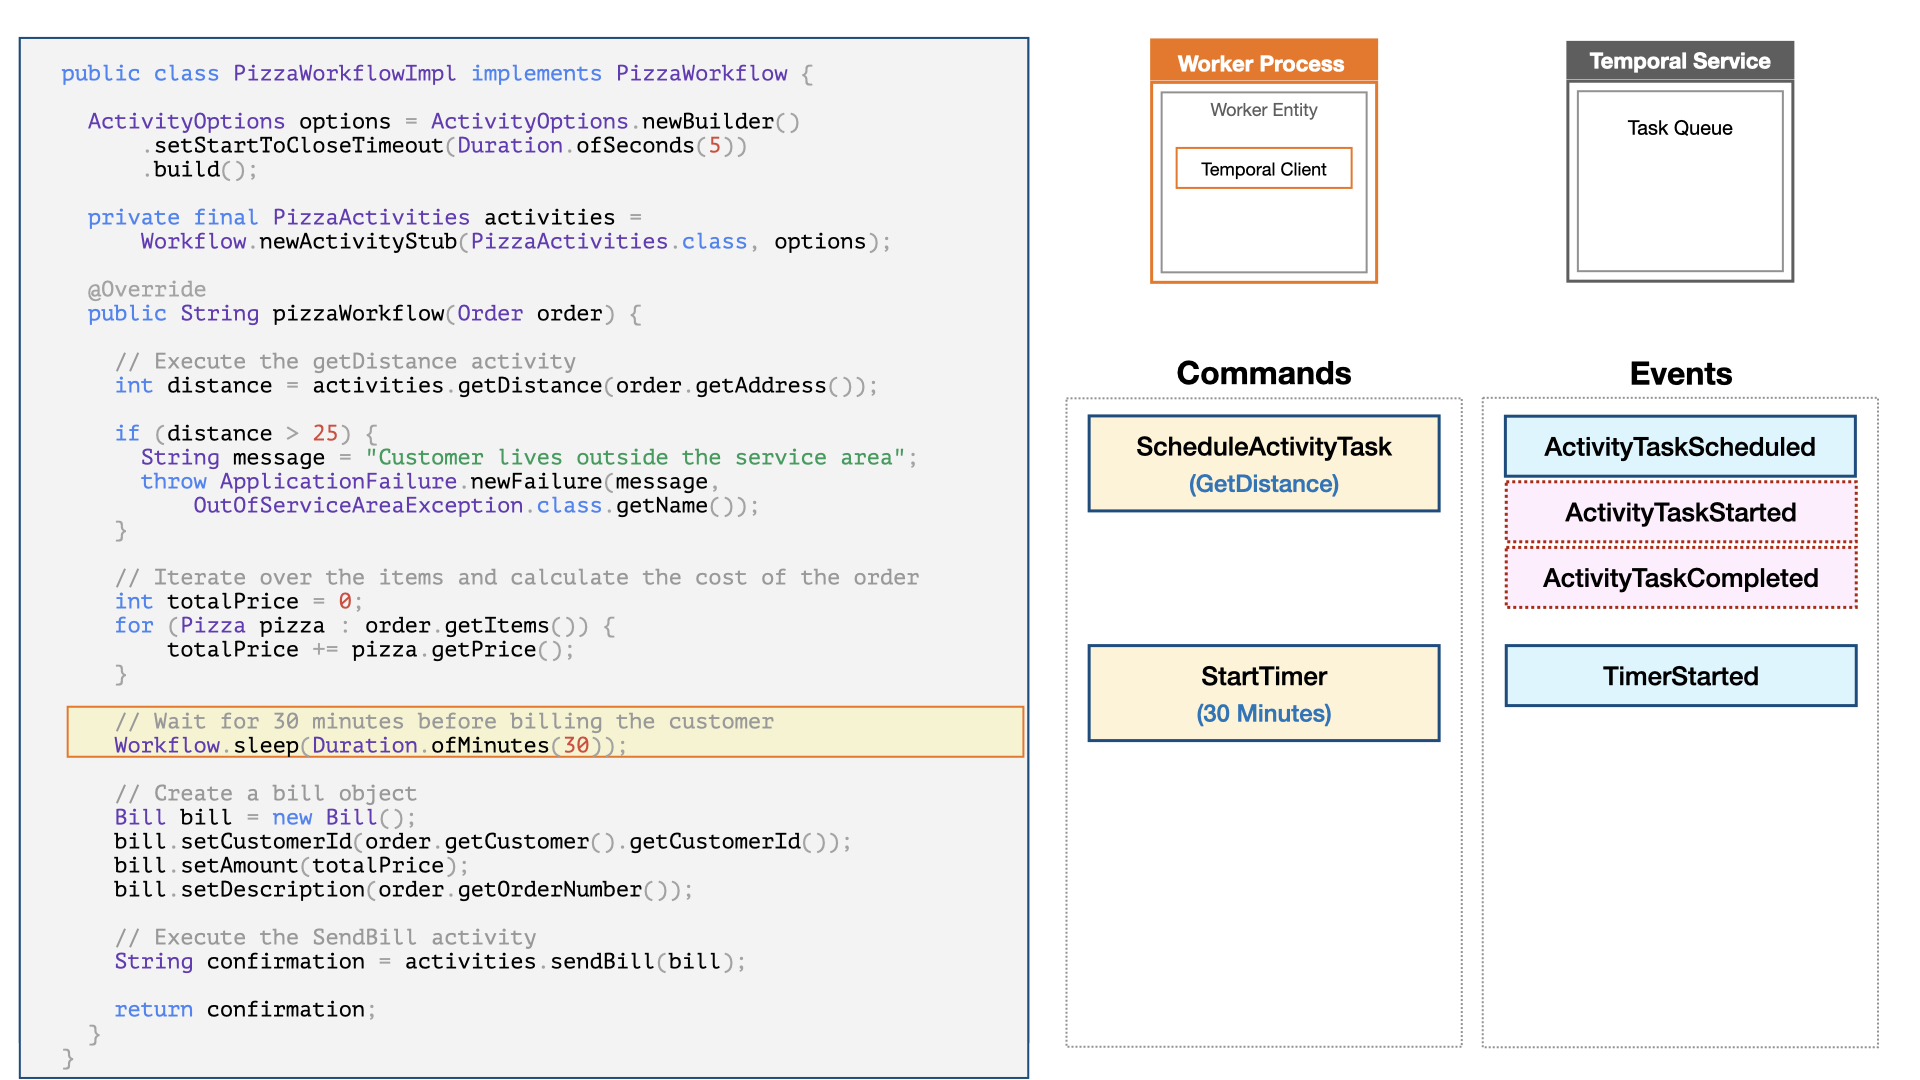 public class PizzaWorkflowImpl implements PizzaWorkflow {
ActivityOptions options = ActivityOptions.newBuilder()
.setStartToCloseTimeout(Duration.ofSeconds(5))
.build();
private final PizzaActivities activities =
Workflow.newActivityStub(PizzaActivities.class, options);
@Override
public String pizzaWorkflow(Order order) {
// Execute the getDistance activity
int distance = activities.getDistance(order.getAddress());
if (distance > 25) {
String message = "Customer lives outside the service area";
throw ApplicationFailure.newFailure(message,
OutOfServiceAreaException.class.getName());
}
// Iterate over the items and calculate the cost of the order
int totalPrice = 0;
for (Pizza pizza : order.getItems()) {
totalPrice += pizza.getPrice();
}
// Wait for 30 minutes before billing the customer
Workflow.sleep(Duration.ofMinutes(30));
// Create a bill object
Bill bill = new Bill();
bill.setCustomerId(order.getCustomer().getCustomerId());
bill.setAmount(totalPrice);
bill.setDescription(order.getOrderNumber());
// Execute the SendBill activity
String confirmation = activities.sendBill(bill);
return confirmation;
}
}
Worker Process
Worker Entity
Temporal Client
Temporal Service
Task Queue
Commands
ScheduleActivityTask
(GetDistance)
StartTimer
(30 Minutes)
Events
ActivityTaskScheduled
ActivityTaskStarted
ActivityTaskCompleted
TimerStarted